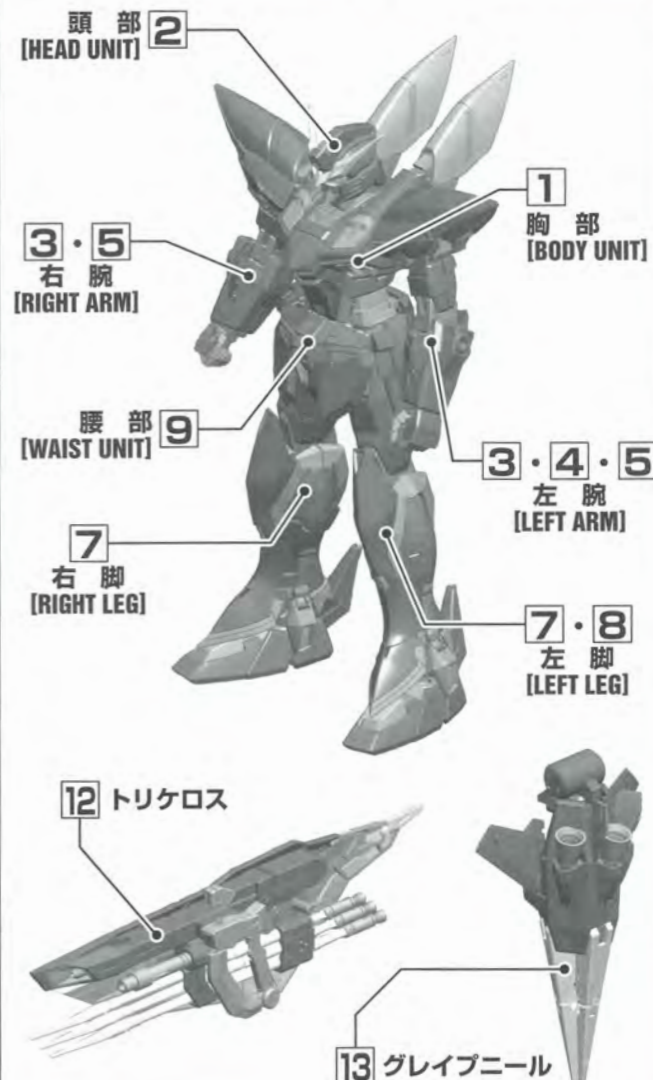 頭 部 2
[HEAD UNIT]
1
胸 部
[BODY UNIT]
3・5
右 腕
[RIGHT ARM]
腰 部 9
[WAIST UNIT]
3・4・5
左 腕
[LEFT ARM]
7
右 脚
[RIGHT LEG]
7・8
左 脚
[LEFT LEG]
12 トリケロス
13 グレイプニール